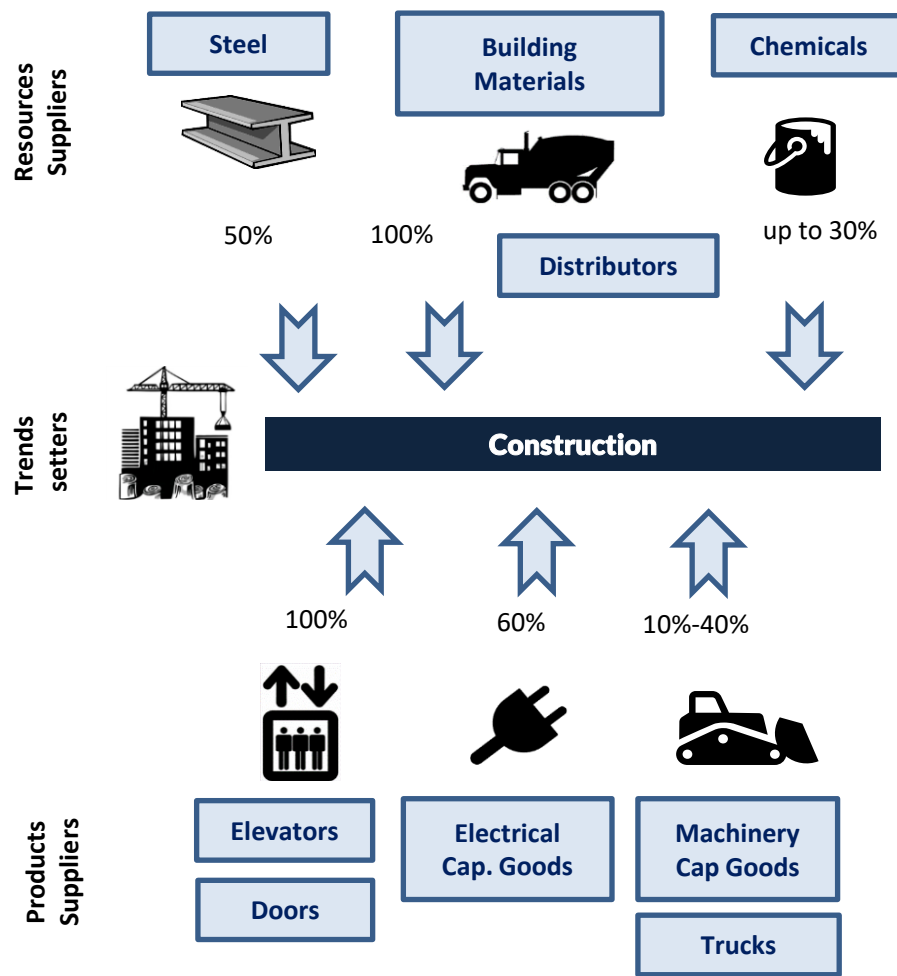 Resources
Suppliers
Steel
Building
Materials
Chemicals
50%
100%
up to 30%
Distributors
Trends
setters
Construction
100%
60%
10%-40%
Products
Suppliers
Elevators
Doors
Electrical
Cap. Goods
Machinery
Cap Goods
Trucks